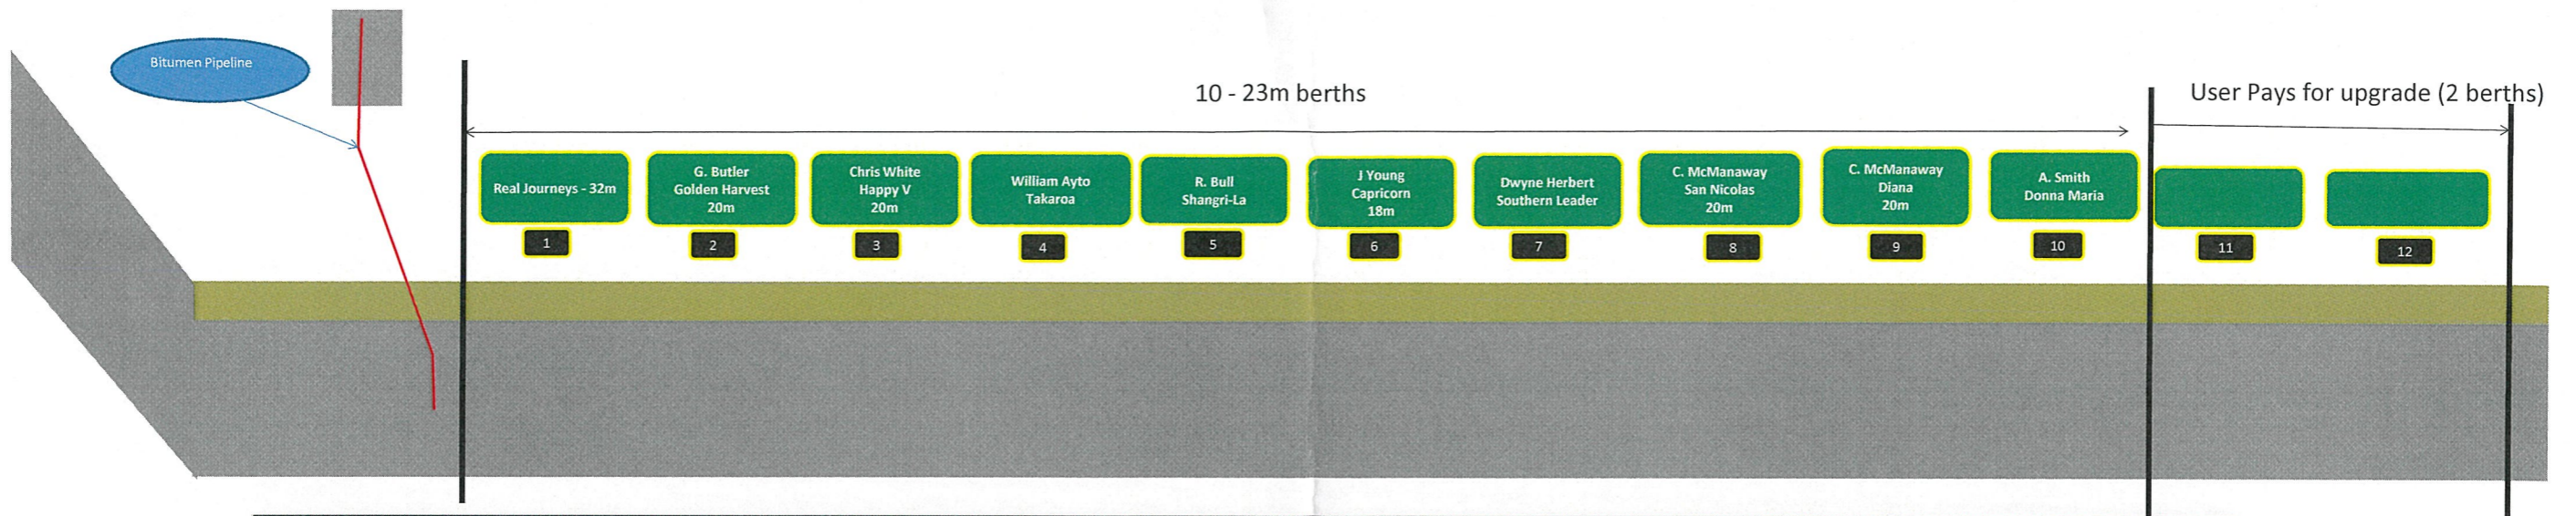 Bitumen Pipeline
10 - 23m berths
User Pays for upgrade (2 berths)
Real Journeys - 32m
G. Butler
Golden Harvest
20m
Chris White
Happy V
20m
William Ayto
Takaroa
R. Bull
Shangri-La
J Young
Capricorn
18m
Dwyne Herbert
Southern Leader
C. McManaway
San Nicolas
20m
C. McManaway
Diana
20m
A. Smith
Donna Maria
1
2
3
4
5
6
7
8
9
10
11
12